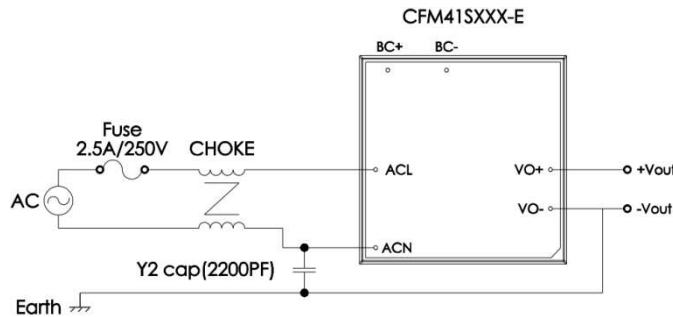 CFM41SXXX-E
BC+ BC-
Fuse
2.5A/250V
CHOKE
ACL
VO+
+Vout
AC
VO-
-Vout
ACN
Y2 cap(2200PF)
Earth